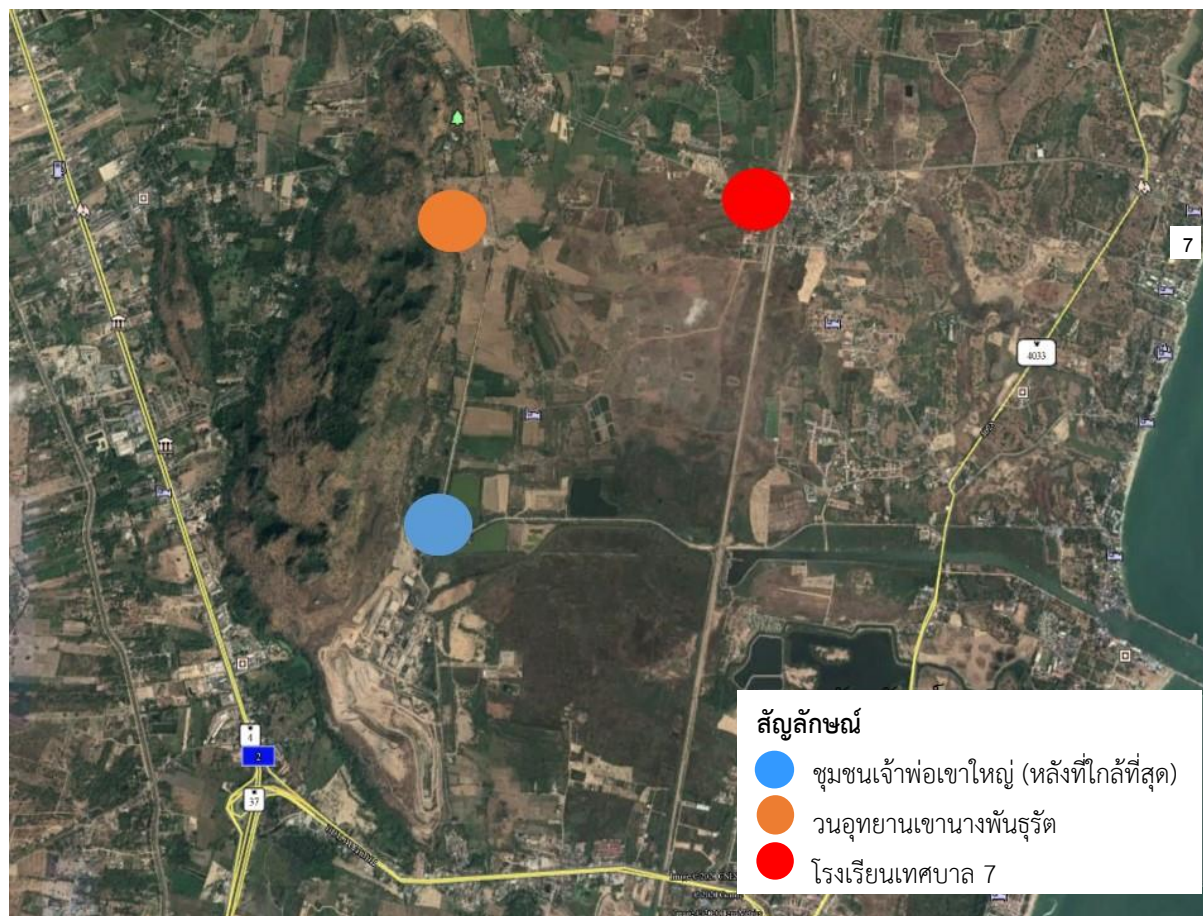 7
4033
4
2
37
สัญลักษณ์
ชุมชนเจ้าพ่อเขาใหญ่ (หลังที่ใกล้ที่สุด)
วนอุทยานเขานางพันธุรัต
โรงเรียนเทศบาล 7